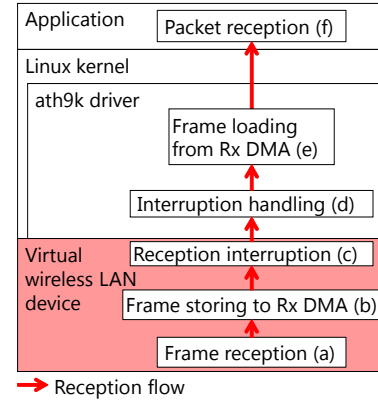 Application
Packet reception (f)
Linux kernel
ath9k driver
Frame loading
from Rx DMA (e)
Interruption handling (d)
Virtual
wireless LAN
device
Reception interruption (c)
Frame storing to Rx DMA (b)
Frame reception (a)
Reception flow